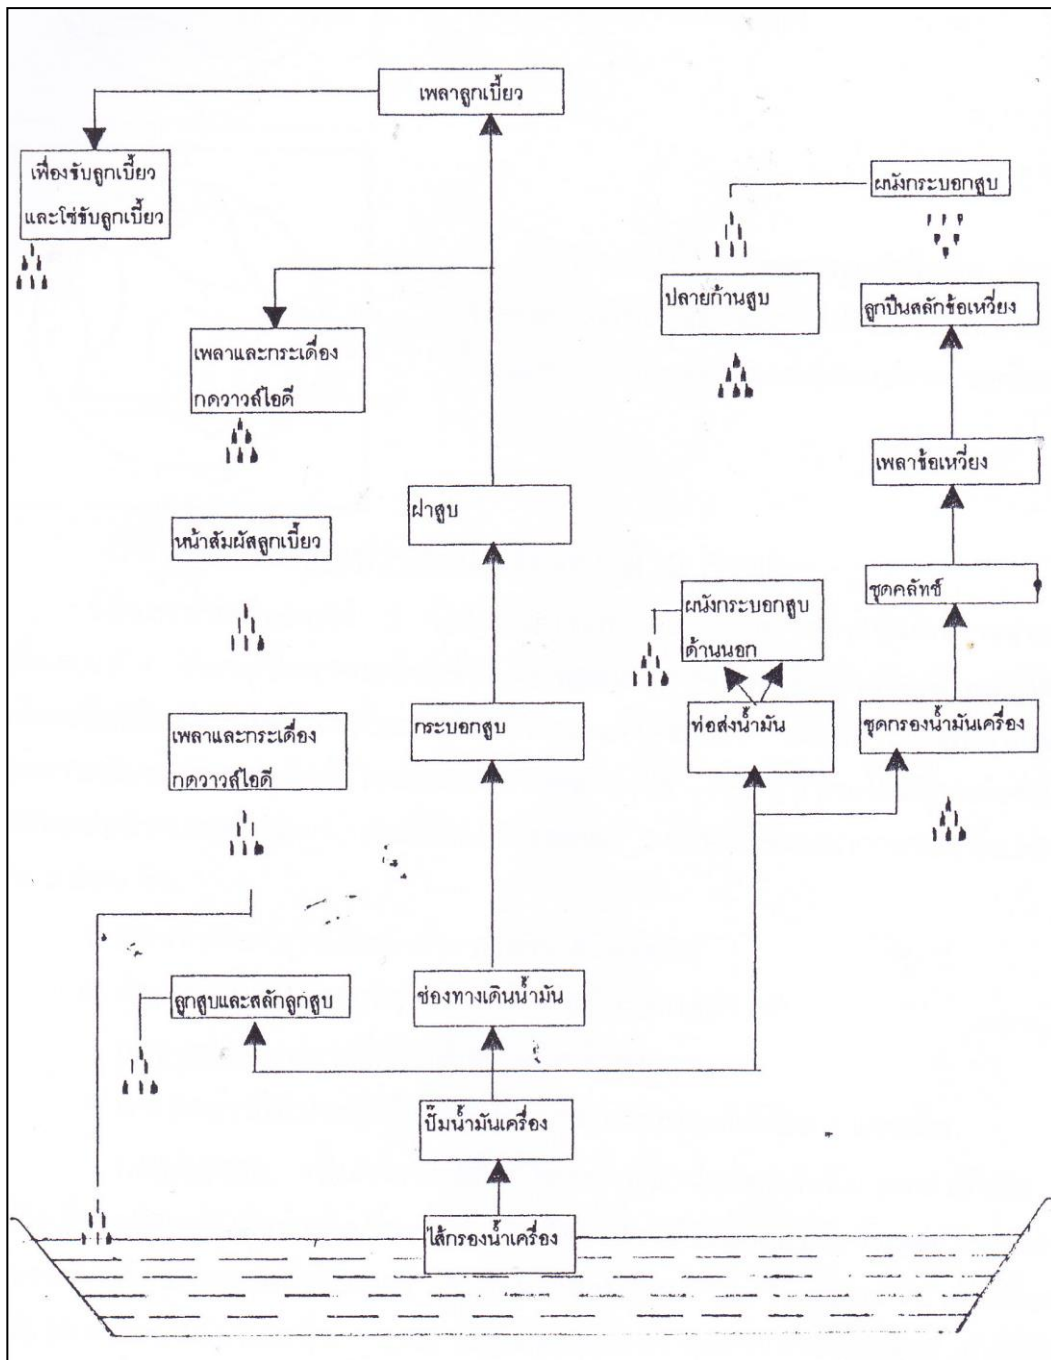 เพลาลูกเบี้ยว
เฟืองขับลูกเบี้ยว
และโซ่ขับลูกเบี้ยว
ผนังกระบอกสูบ
ปลายก้านสูบ
ลูกปืนสลักข้อเหวี่ยง
เพลาและกระเดื่อง
กดวาวล์ไอดี
เพลาข้อเหวี่ยง
ฝาสูบ
หน้าสัมผัสลูกเบี้ยว
ชุดคลัทช์
ผนังกระบอกสูบ
ด้านนอก
เพลาและกระเดื่อง
กดวาวล์ไอดี
กระบอกสูบ
ท่อส่งน้ำมัน
ชุดกรองน้ำมันเครื่อง
ลูกสูบและสลักลูกสูบ
ช่องทางเดินน้ำมัน
ปั๊มน้ำมันเครื่อง
ไส้กรองน้ำเครื่อง